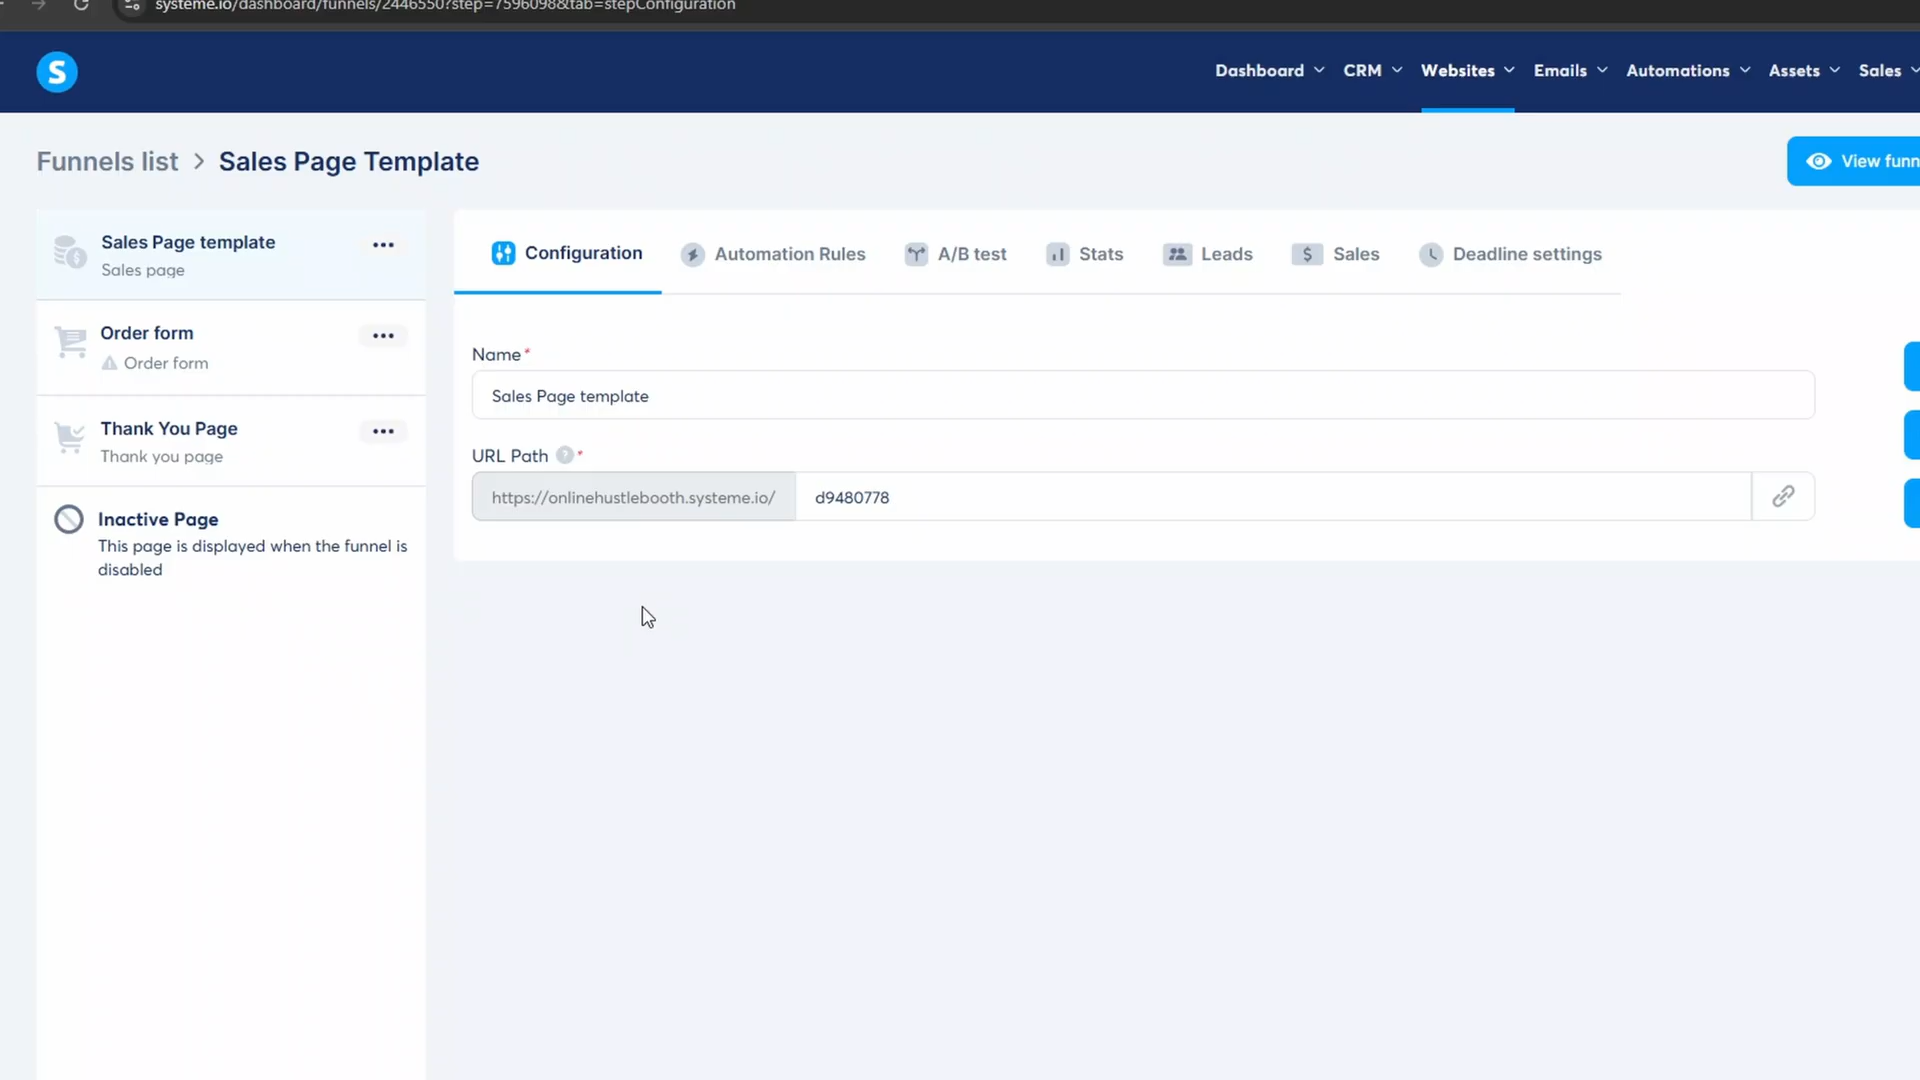 systeme.io/dashboard/funnels/2446550?step=7596098&tab=stepConfiguration
S
Dashboard CRM Websites Emails Automations Assets Sales
Funnels list > Sales Page Template
View funn
Sales Page template
Sales page
Order form
Order form
Thank You Page
Thank you page
Inactive Page
This page is displayed when the funnel is
disabled
Configuration Automation Rules A/B test Stats Leads $ Sales Deadline settings
Name*
Sales Page template
URL Path ? *
https://onlinehustlebooth.systeme.io/ d9480778